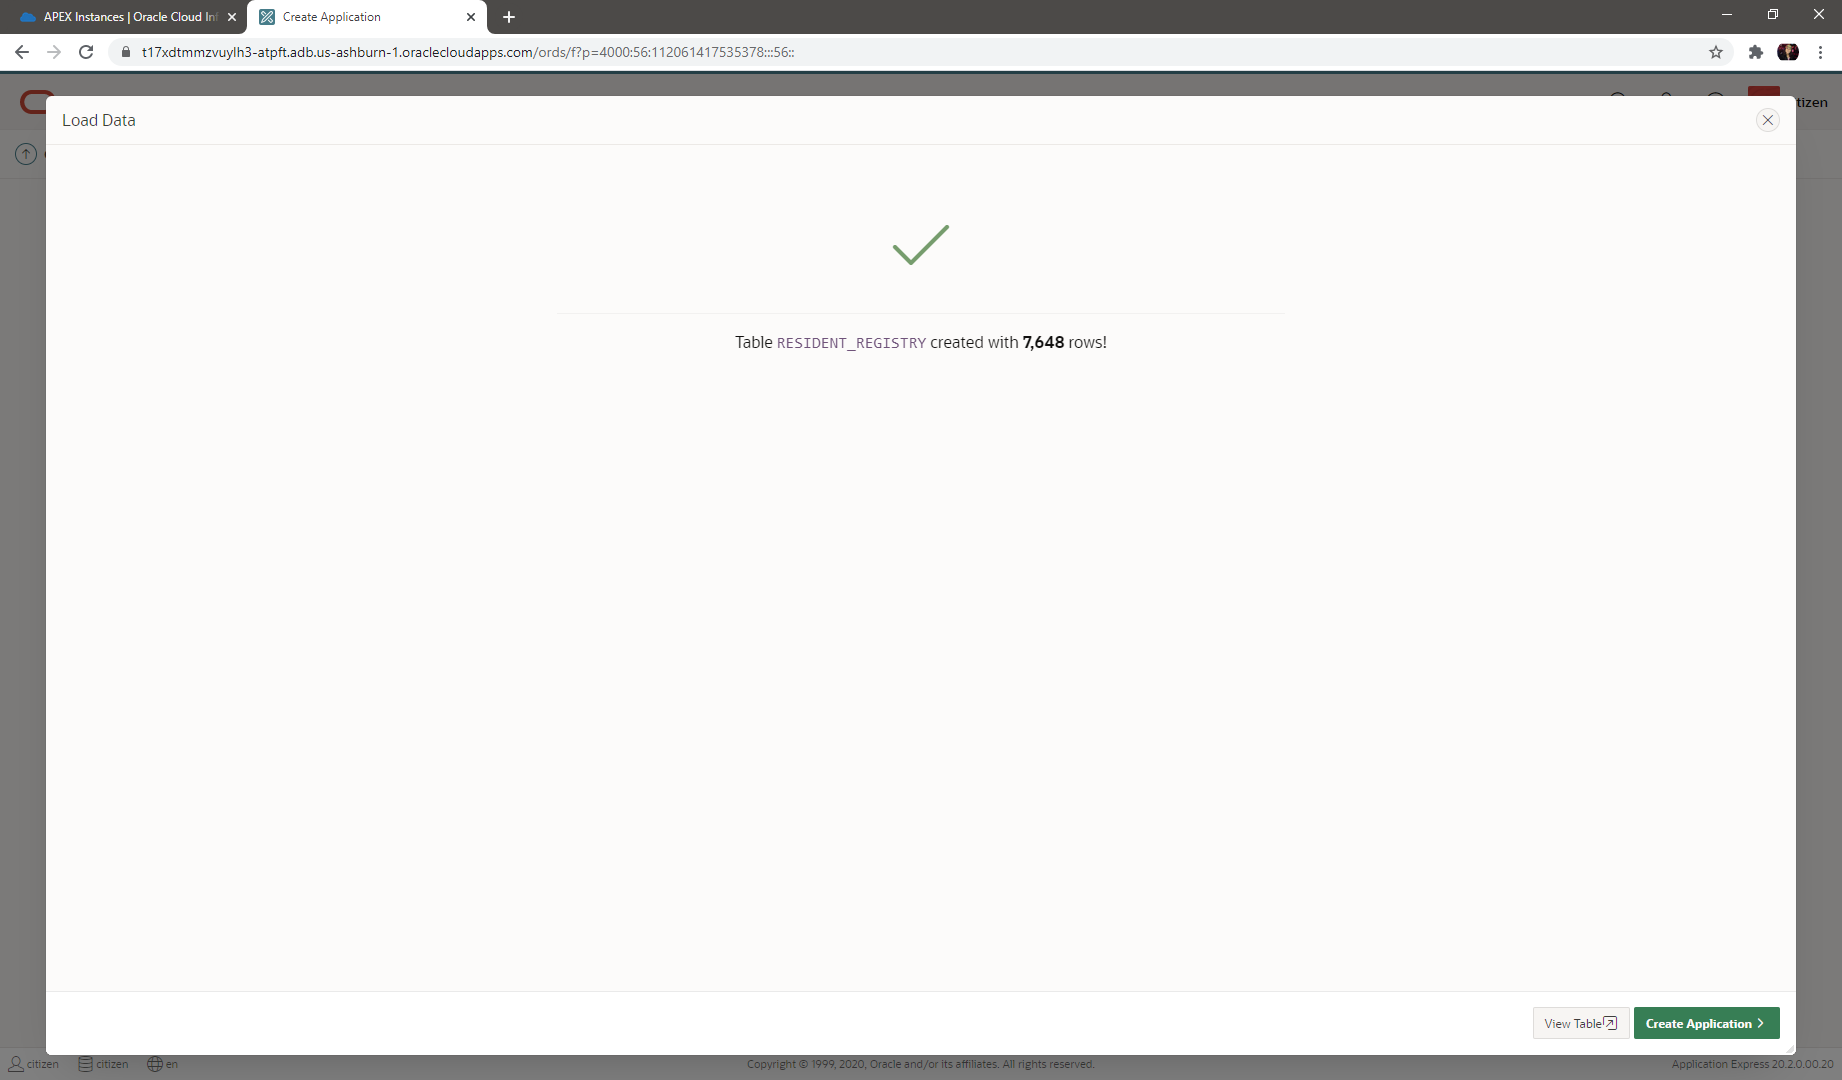 APEX Instances | Oracle Cloud Inf
Create Application
t17xdtmmzvuylh3-atpft.adb.us-ashburn-1.oraclecloudapps.com/ords/f?p=4000:56:112061417535378:::56::
tizen
Load Data
Table RESIDENT_REGISTRY created with 7,648 rows!
View Table
Create Application
citizen
citizen
en
Copyright © 1999, 2020, Oracle and/or its affiliates. All rights reserved.
Application Express 20.2.0.00.20